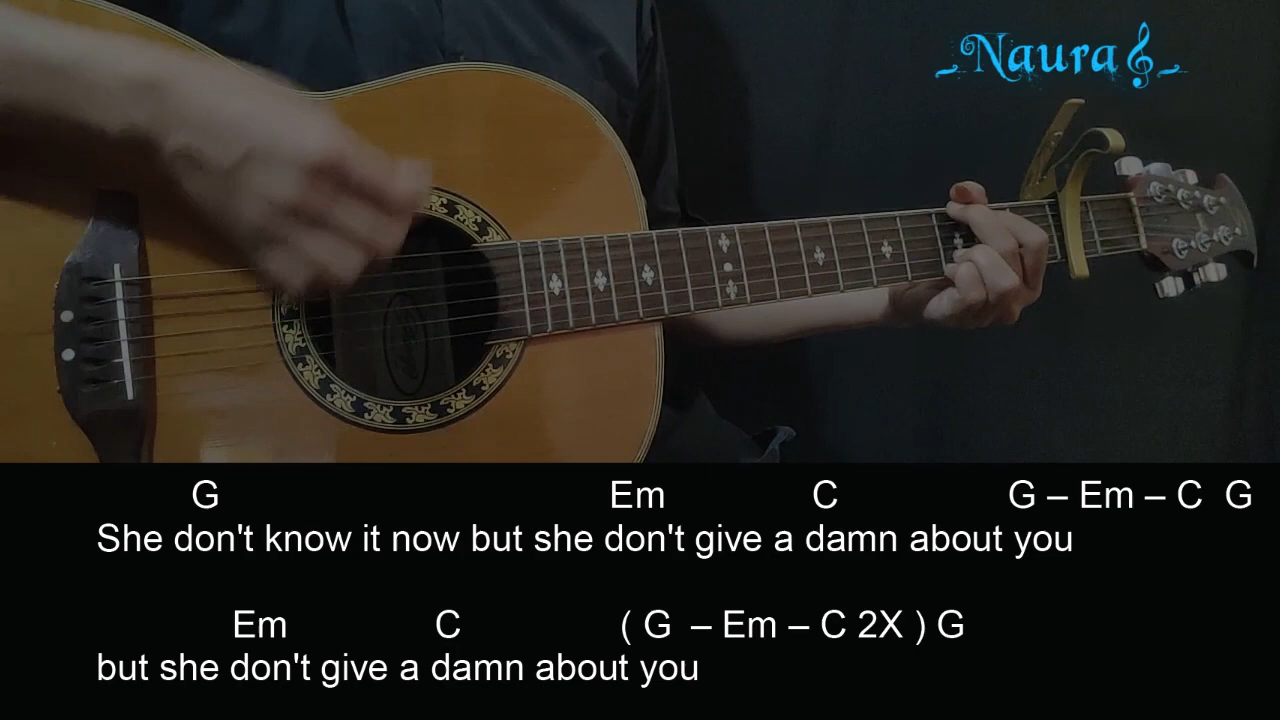 Naura
G Em C G – Em – C G
She don't know it now but she don't give a damn about you
Em C ( G – Em – C 2X ) G
but she don't give a damn about you